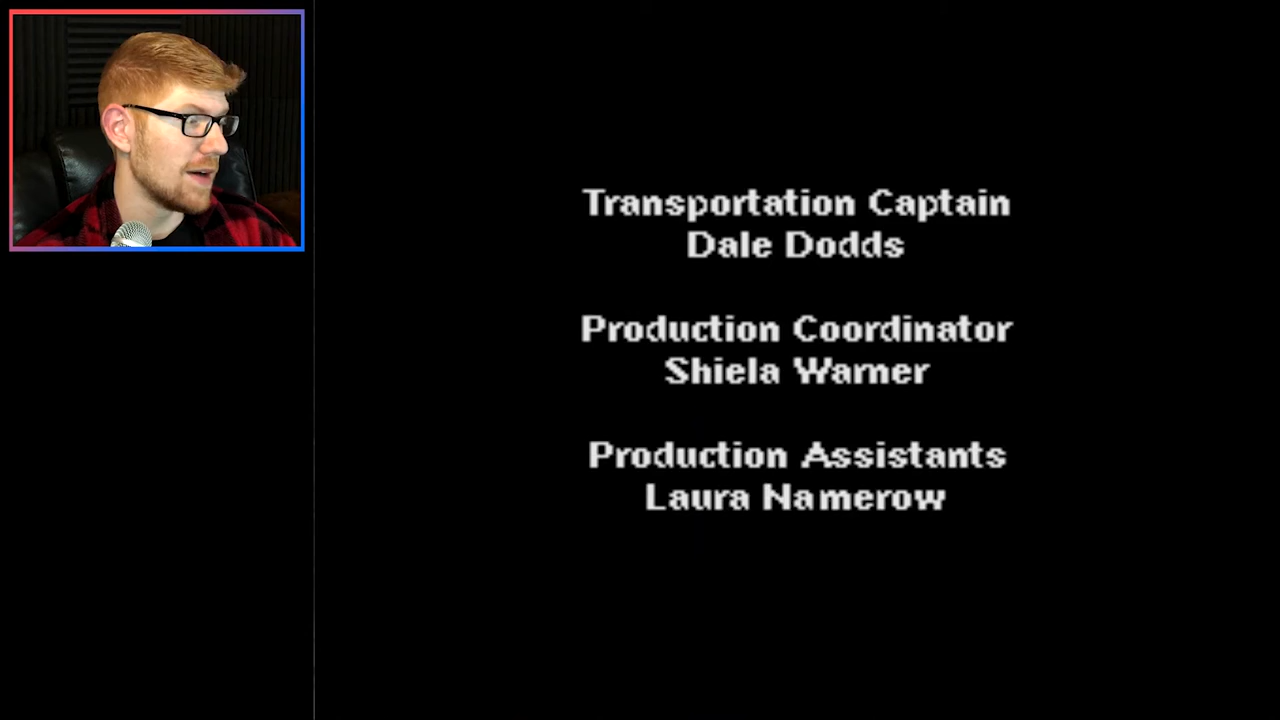 Transportation Captain
Dale Dodds
Production Coordinator
Shiela Warner
Production Assistants
Laura Namerow